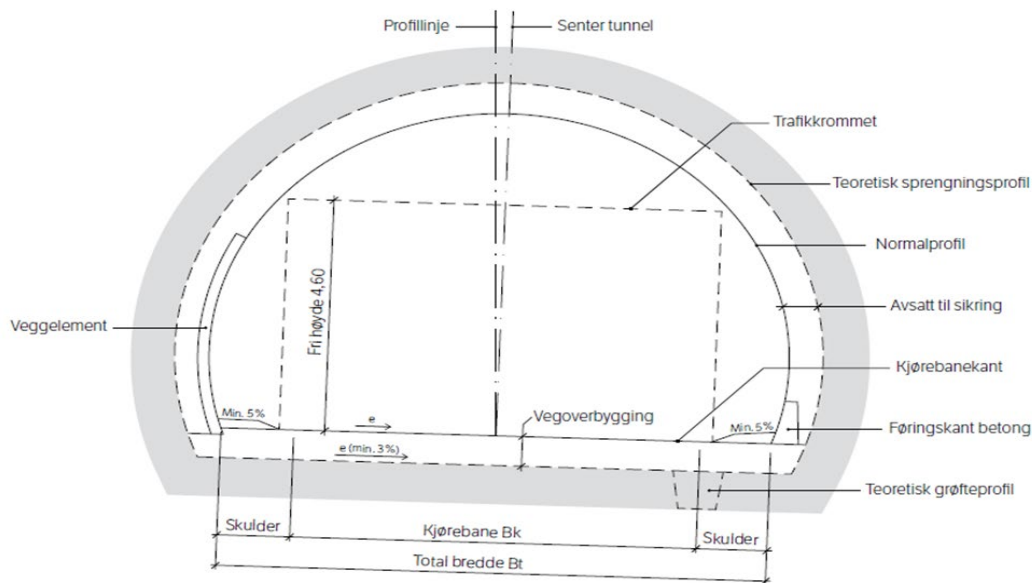 Profillinje
Senter tunnel
Trafikkrommet
Teoretisk sprengningsprofil
Normalprofil
Avsatt til sikring
Fri høyde 4,60
Veggelement
Kjørebanekant
Min. 5%
e
Vegoverbygging
Min. 5%
Føringskant betong
e (min. 3%)
Teoretisk grøfteprofil
Skulder
Kjørebane Bk
Skulder
Total bredde Bt